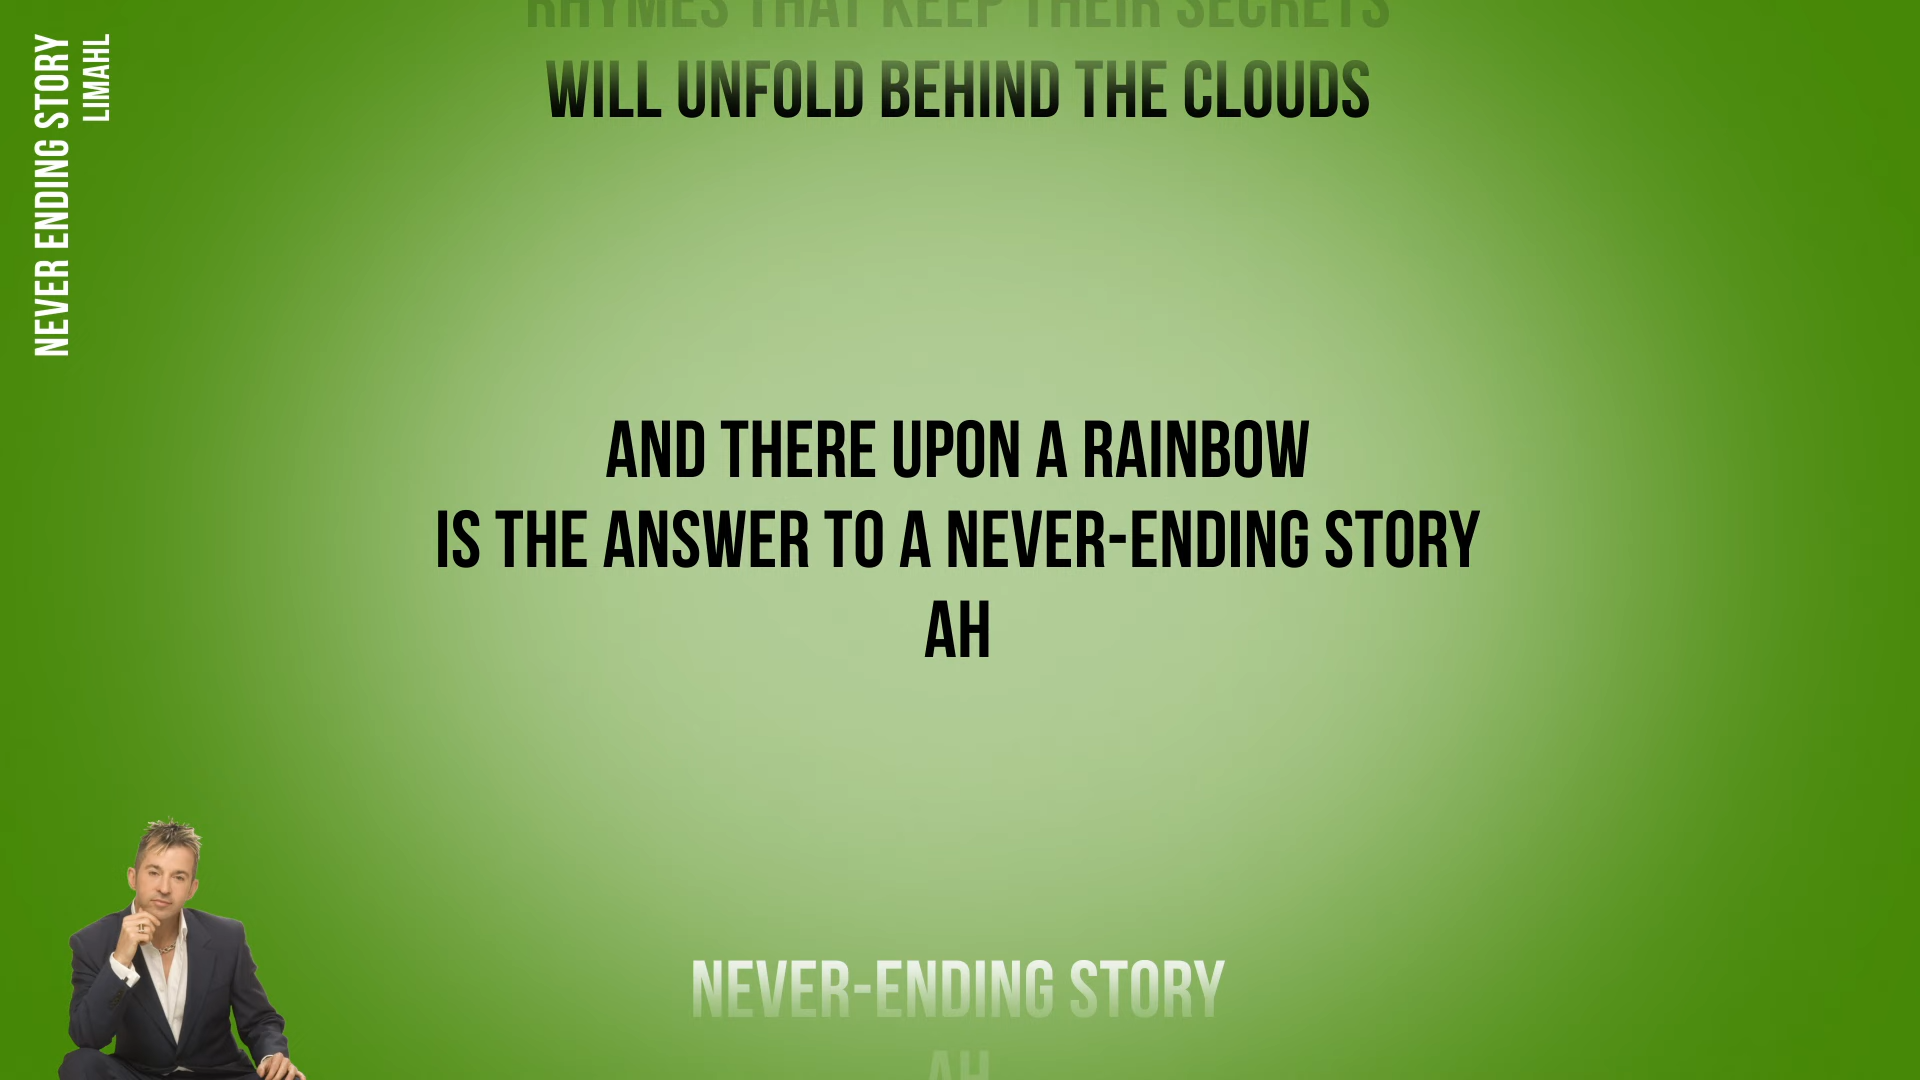 NEVER ENDING STORY
LIMAHL
RHYMES THAT KEEP THEIR SECRETS
WILL UNFOLD BEHIND THE CLOUDS
AND THERE UPON A RAINBOW
IS THE ANSWER TO A NEVER-ENDING STORY
AH
NEVER-ENDING STORY
AH